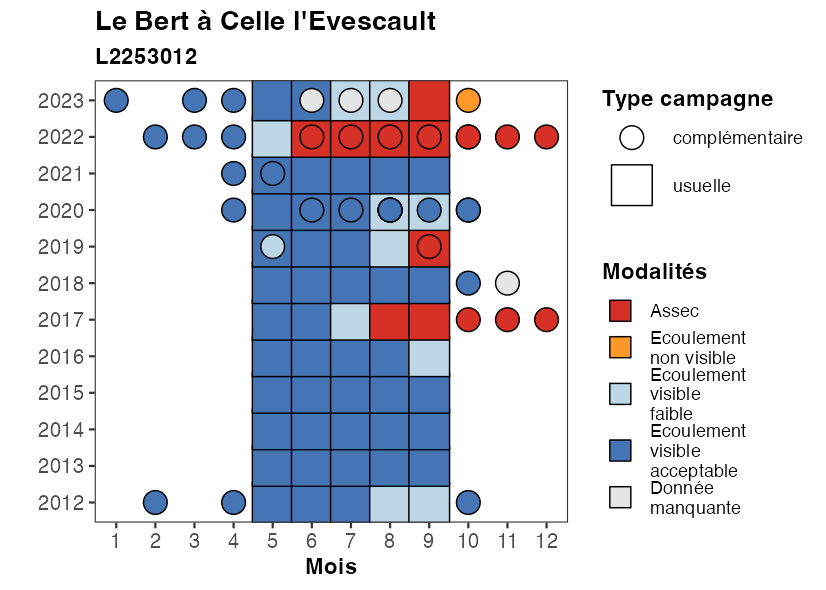 Le Bert à Celle l'Evescault
L2253012
2023
2022
2021
2020
2019
2018
2017
2016
2015
2014
2013
2012
1 2 3 4 5 6 7 8 9 10 11 12
Mois
Type campagne
complémentaire
usuelle
Modalités
Assec
Ecoulement
non visible
Ecoulement
visible
faible
Ecoulement
visible
acceptable
Donnée
manquante